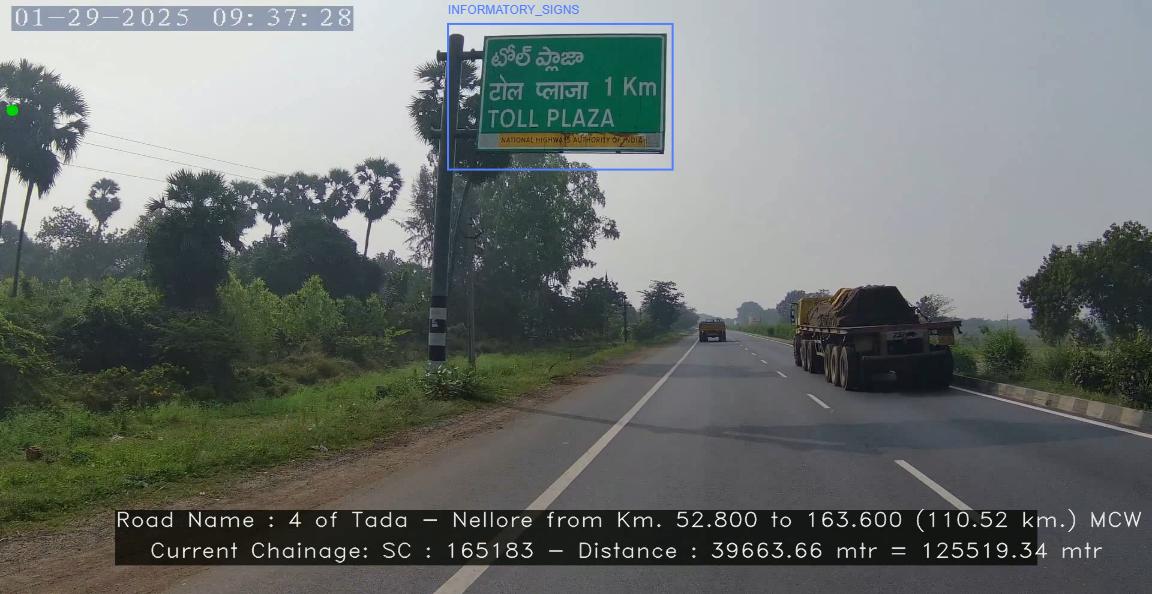 01-29-2025 09:37:28
INFORMATORY_SIGNS
టోల్ ప్లాజా
टोल प्लाजा 1 Km
TOLL PLAZA
NATIONAL HIGHWAYS AUTHORITY OF INDIA
Road Name : 4 of Tada - Nellore from Km. 52.800 to 163.600 (110.52 km.) MCW
Current Chainage: SC : 165183 - Distance : 39663.66 mtr = 125519.34 mtr